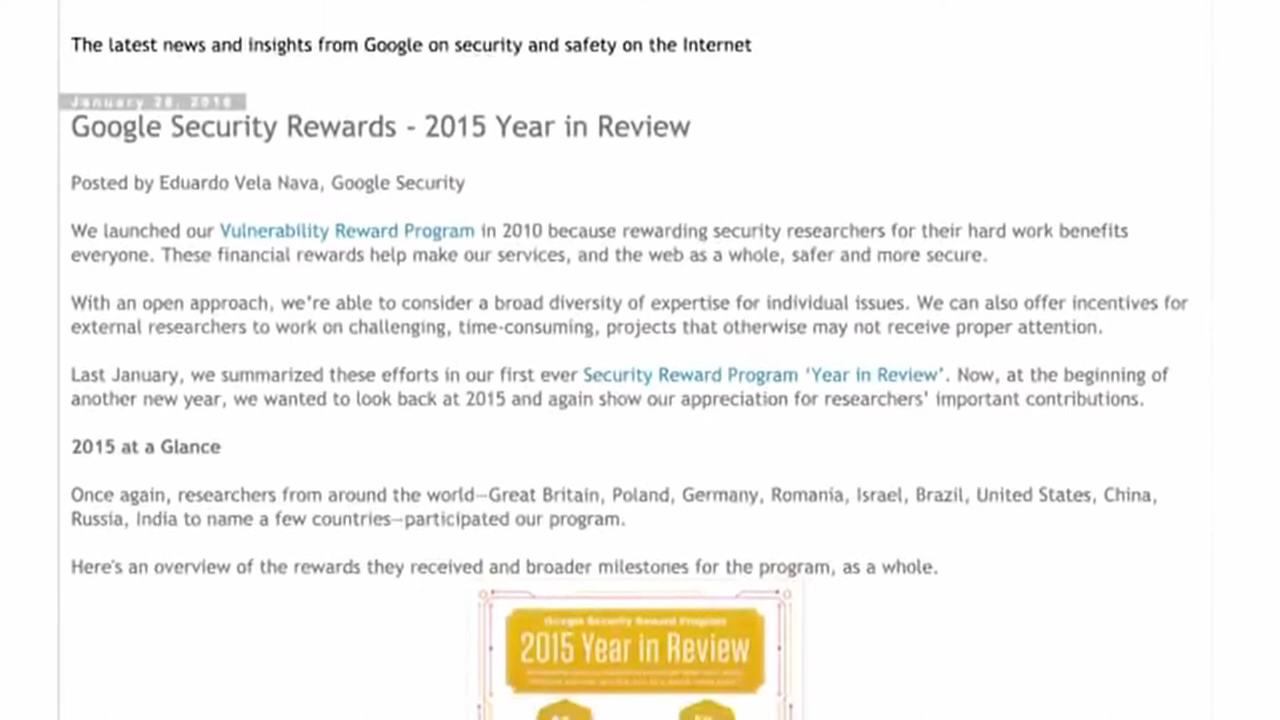 The latest news and insights from Google on security and safety on the Internet
January 28, 2016
Google Security Rewards - 2015 Year in Review
Posted by Eduardo Vela Nava, Google Security
We launched our Vulnerability Reward Program in 2010 because rewarding security researchers for their hard work benefits
everyone. These financial rewards help make our services, and the web as a whole, safer and more secure.
With an open approach, we're able to consider a broad diversity of expertise for individual issues. We can also offer incentives for
external researchers to work on challenging, time-consuming, projects that otherwise may not receive proper attention.
Last January, we summarized these efforts in our first ever Security Reward Program ‘Year in Review’. Now, at the beginning of
another new year, we wanted to look back at 2015 and again show our appreciation for researchers’ important contributions.
2015 at a Glance
Once again, researchers from around the world—Great Britain, Poland, Germany, Romania, Israel, Brazil, United States, China,
Russia, India to name a few countries—participated our program.
Here's an overview of the rewards they received and broader milestones for the program, as a whole.
Google Security Reward Program
2015 Year in Review